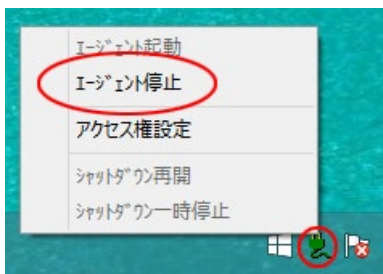 ｴｰｼﾞｪﾝﾄ起動
ｴｰｼﾞｪﾝﾄ停止
アクセス権設定
ｼｬｯﾄﾀﾞｳﾝ再開
ｼｬｯﾄﾀﾞｳﾝ一時停止